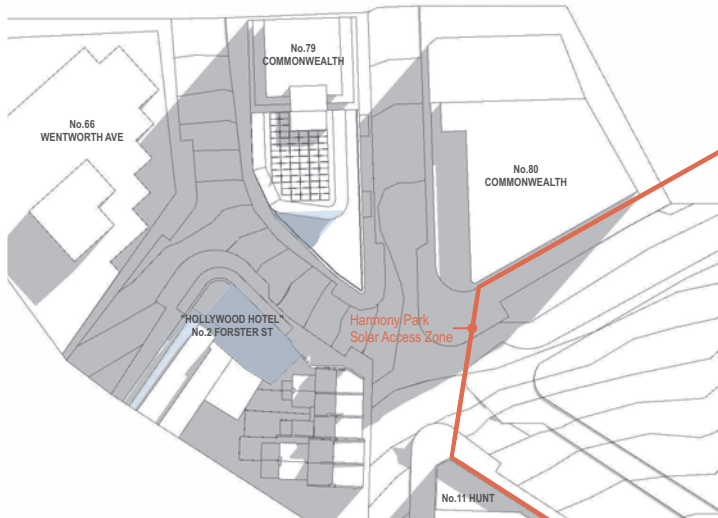 No.79
COMMONWEALTH
No.66
WENTWORTH AVE
No.80
COMMONWEALTH
"HOLLYWOOD HOTEL"
No.2 FORSTER ST
Harmony Park
Solar Access Zone
No.11 HUNT